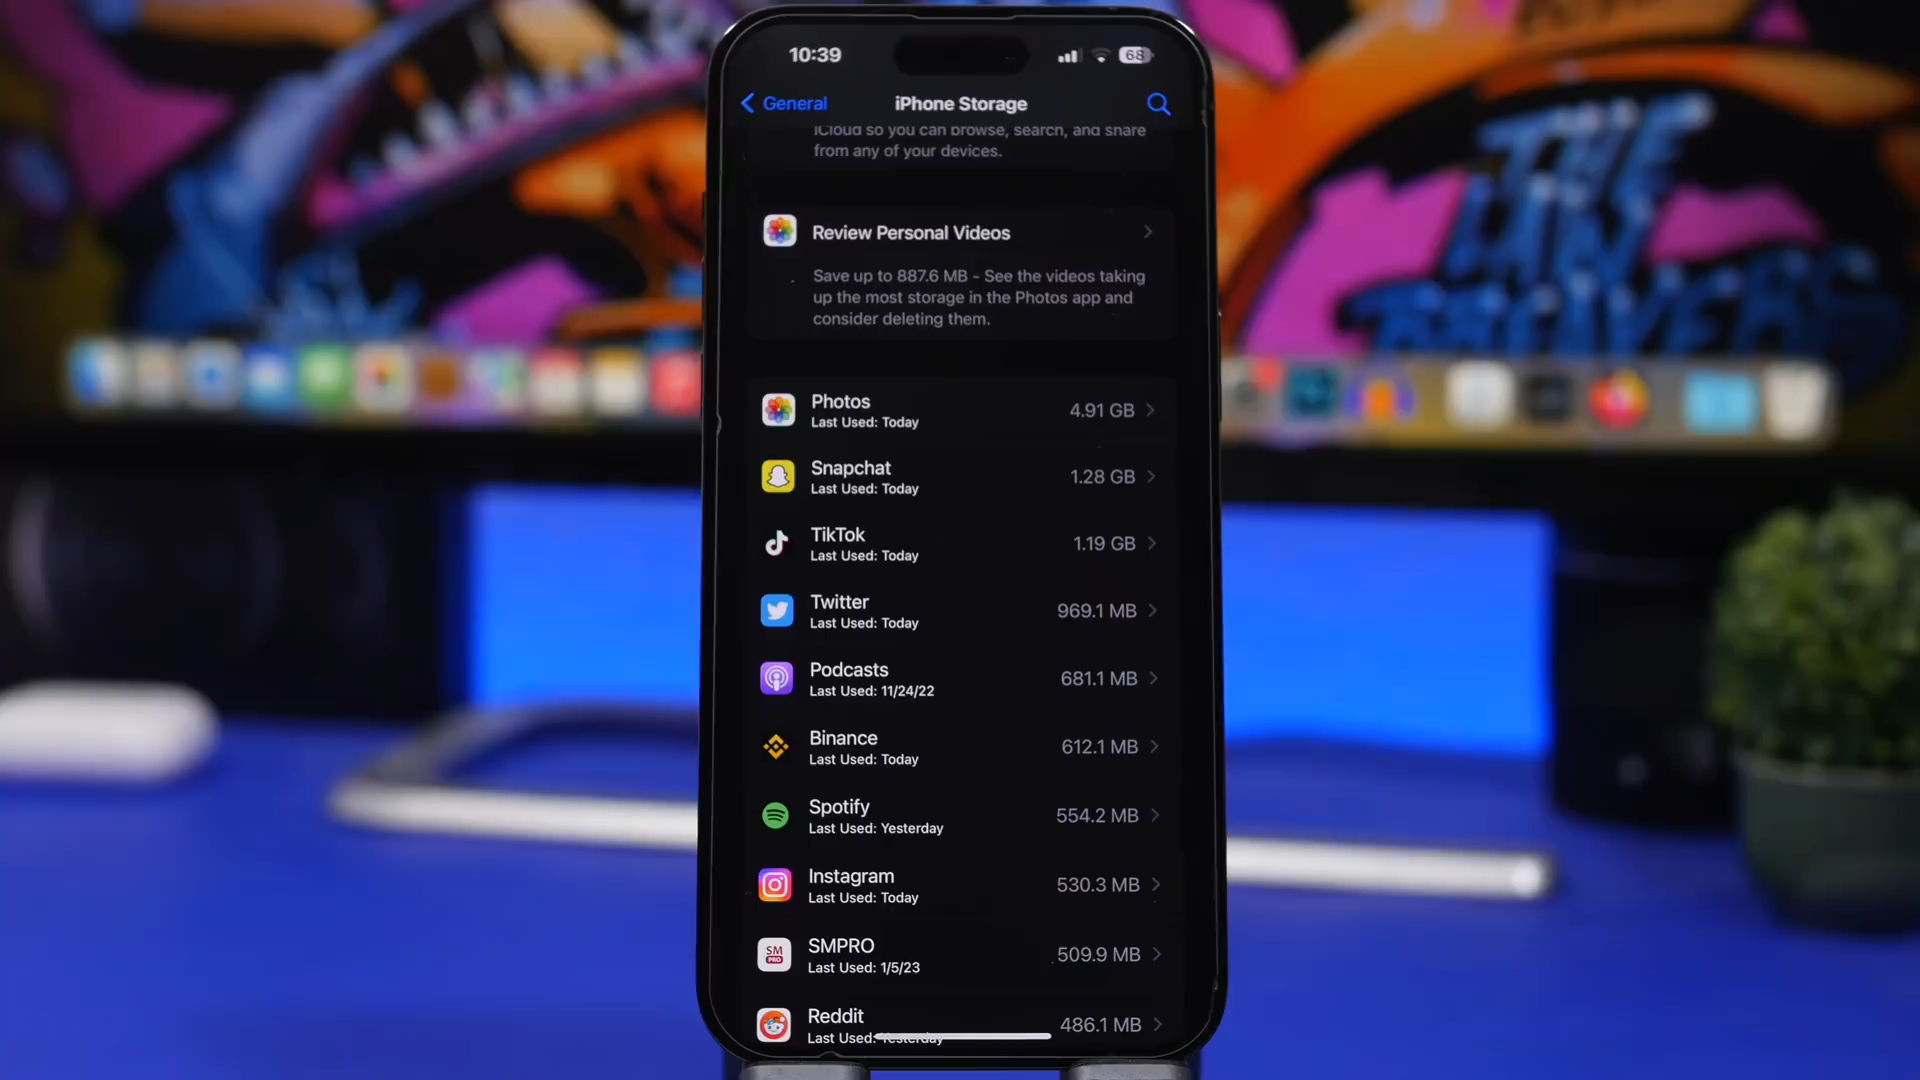 10:39
68
General
iPhone Storage
iCloud so you can browse, search, and share
from any of your devices.
Review Personal Videos
Save up to 887.6 MB - See the videos taking
up the most storage in the Photos app and
consider deleting them.
Photos
4.91 GB
Last Used: Today
Snapchat
1.28 GB
Last Used: Today
TikTok
1.19 GB
Last Used: Today
Twitter
969.1 MB
Last Used: Today
Podcasts
681.1 MB
Last Used: 11/24/22
Binance
612.1 MB
Last Used: Today
Spotify
554.2 MB
Last Used: Yesterday
Instagram
530.3 MB
Last Used: Today
SM
PRO
SMPRO
509.9 MB
Last Used: 1/5/23
Reddit
486.1 MB
Last Used: Yesterday
THE
UNN